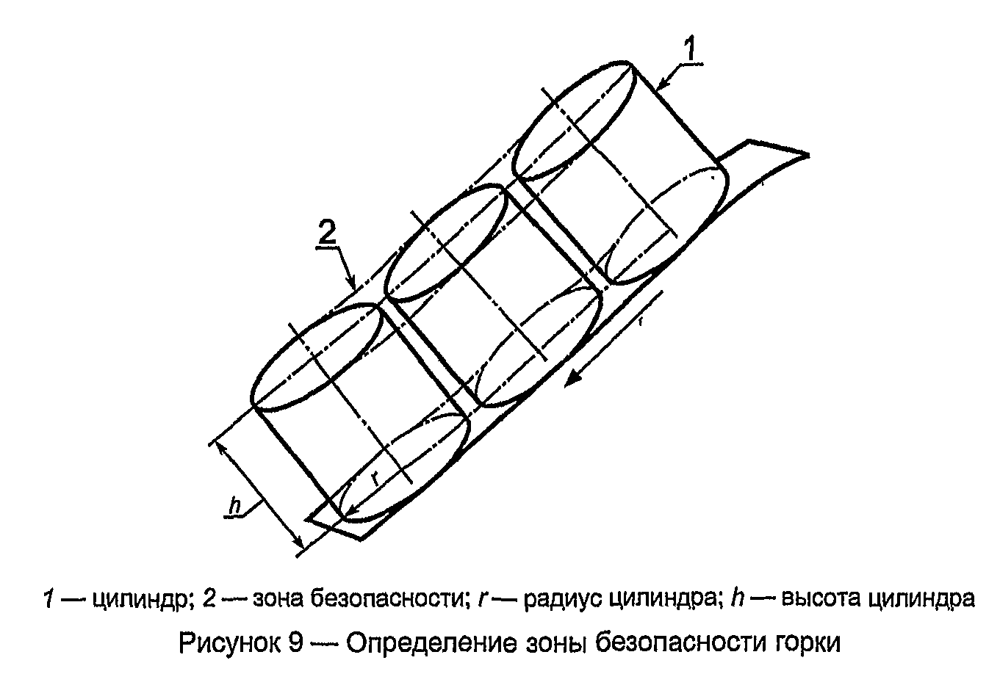 1
2
r
h
1 — цилиндр; 2 — зона безопасности; r — радиус цилиндра; h — высота цилиндра
Рисунок 9 — Определение зоны безопасности горки